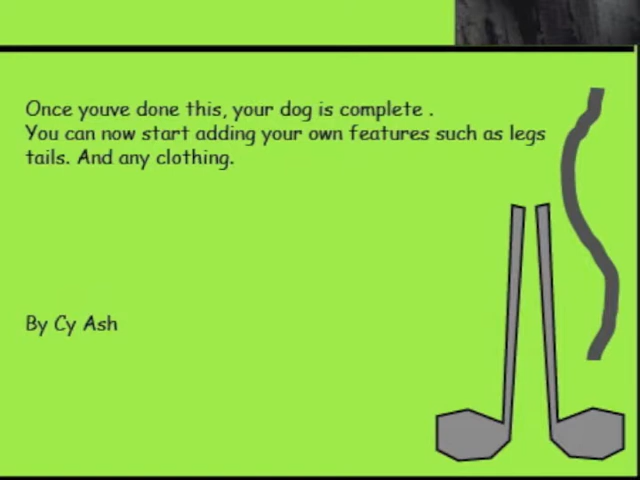 Once youve done this, your dog is complete .
You can now start adding your own features such as legs
tails. And any clothing.
By Cy Ash